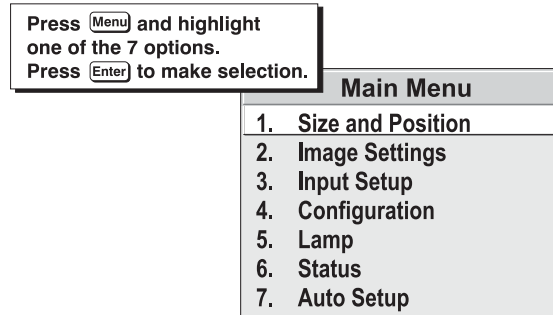 Press Menu and highlight
one of the 7 options.
Press Enter to make selection.
Main Menu
1. Size and Position
2. Image Settings
3. Input Setup
4. Configuration
5. Lamp
6. Status
7. Auto Setup